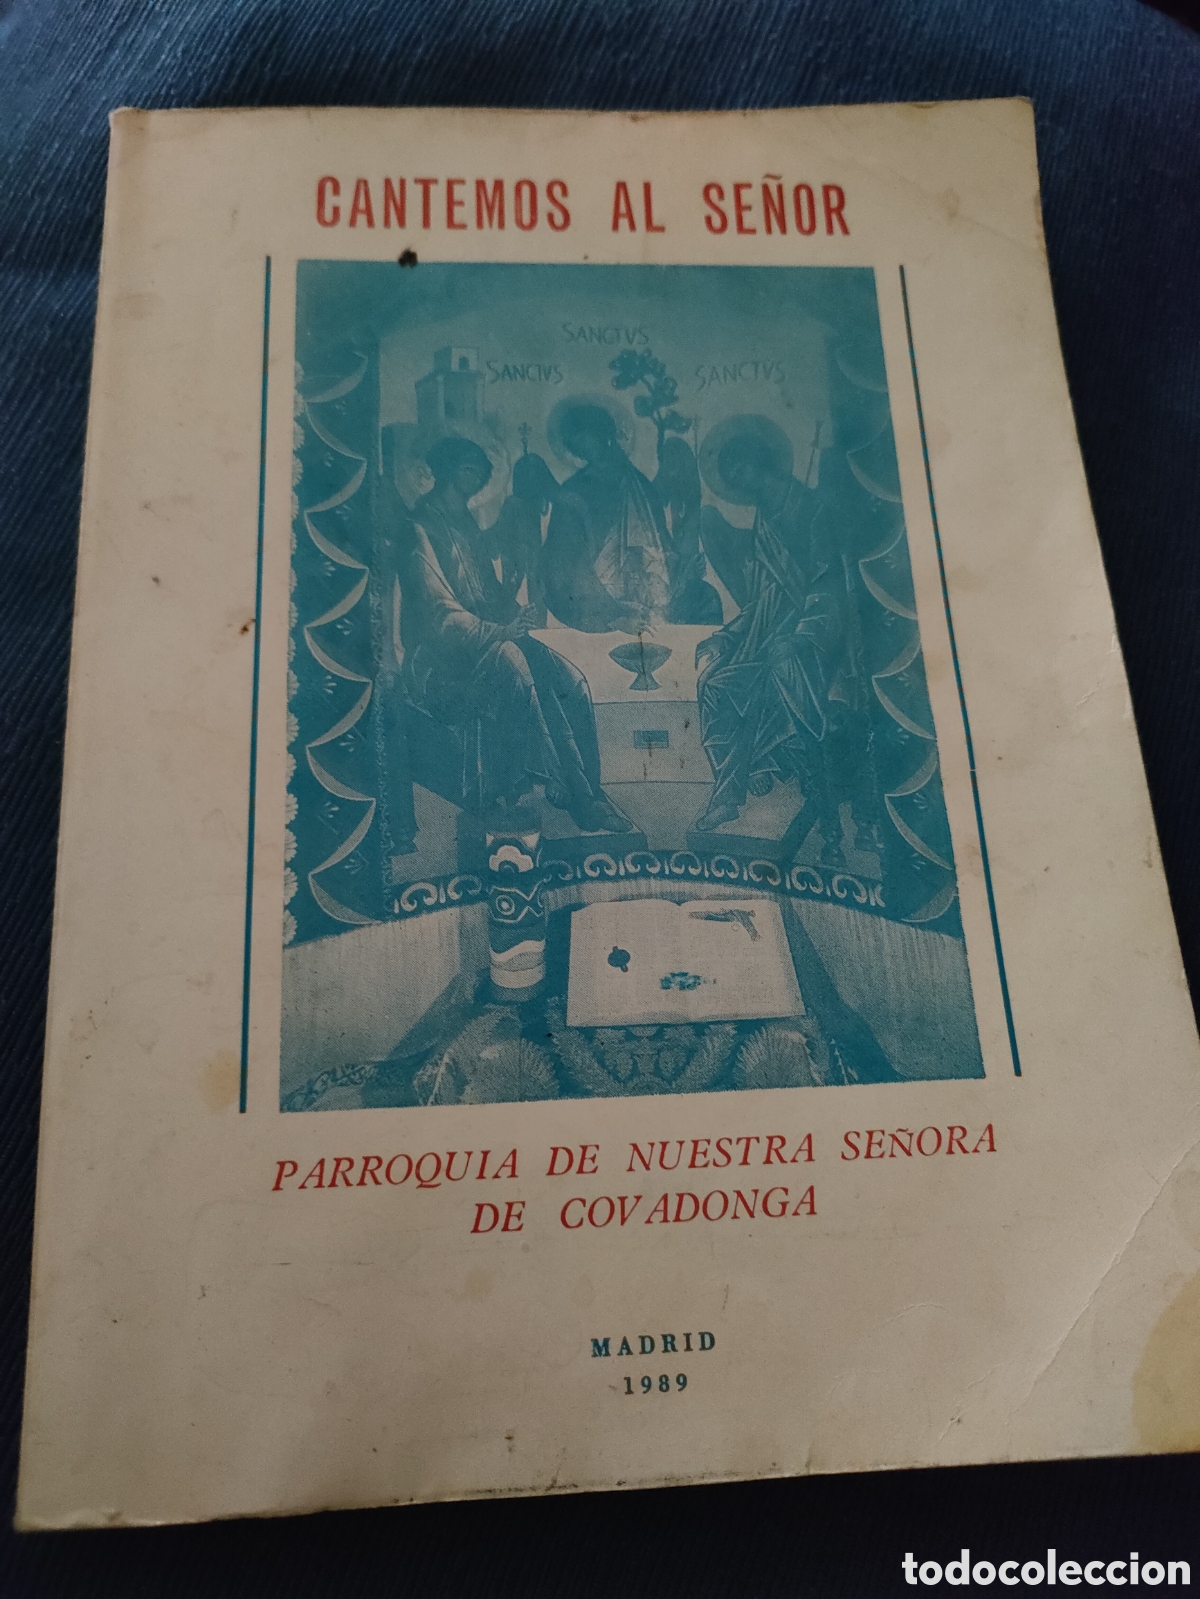 CANTEMOS AL SEÑOR
SANCTVS
SANCTVS
SANCTVS
PARROQUIA DE NUESTRA SEÑORA
DE COVADONGA
MADRID
1989
todocoleccion